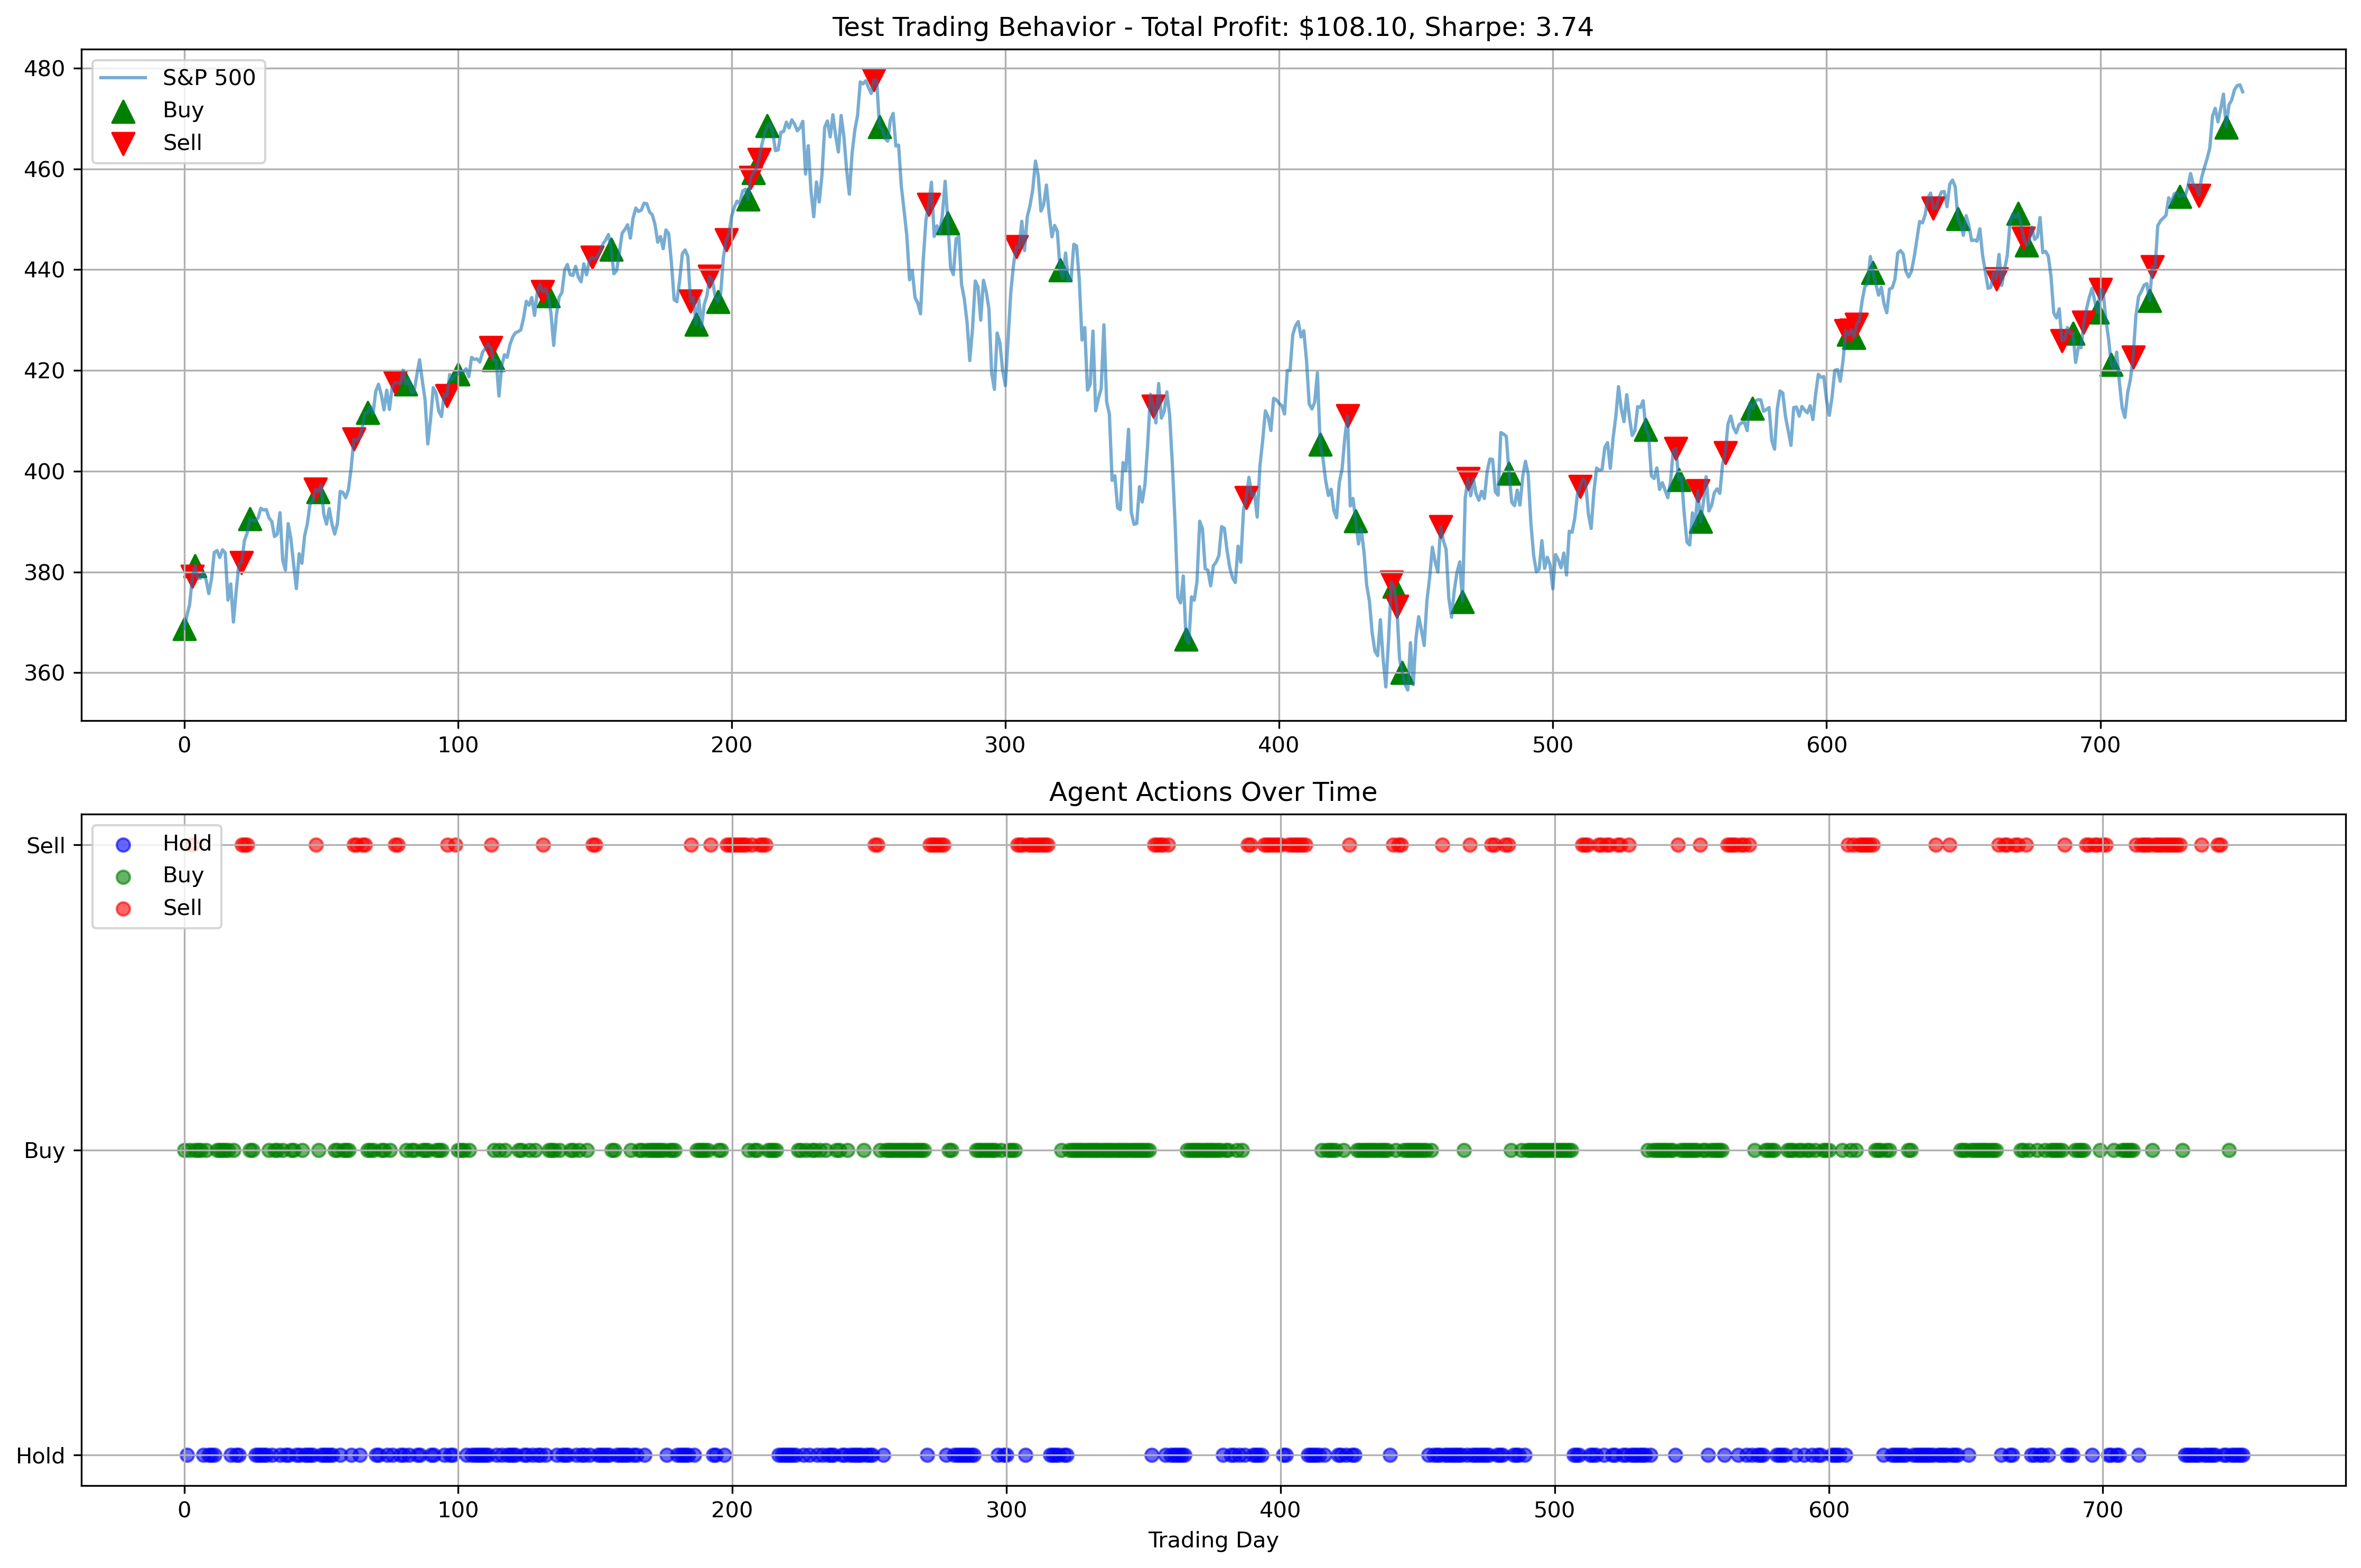 Test Trading Behavior - Total Profit: $108.10, Sharpe: 3.74
480
460
440
420
400
380
360
S&P 500
Buy
Sell
0 100 200 300 400 500 600 700
Agent Actions Over Time
Sell
Buy
Hold
Hold
Buy
Sell
0 100 200 300 400 500 600 700
Trading Day